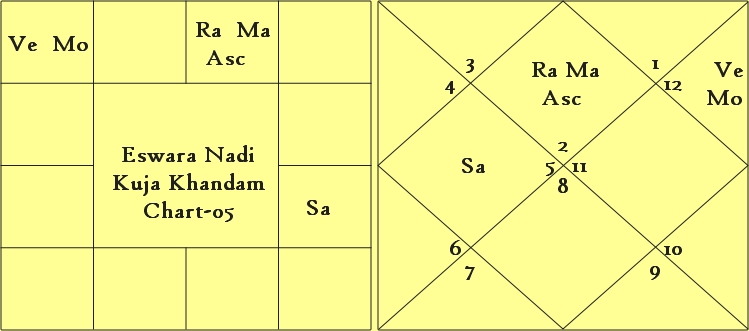 Ve Mo
Ra Ma
Asc
Eswara Nadi
Kuja Khandam
Chart-05
Sa
3
4
Ra Ma
Asc
1
12
Ve
Mo
2
Sa
5
11
8
6
7
10
9